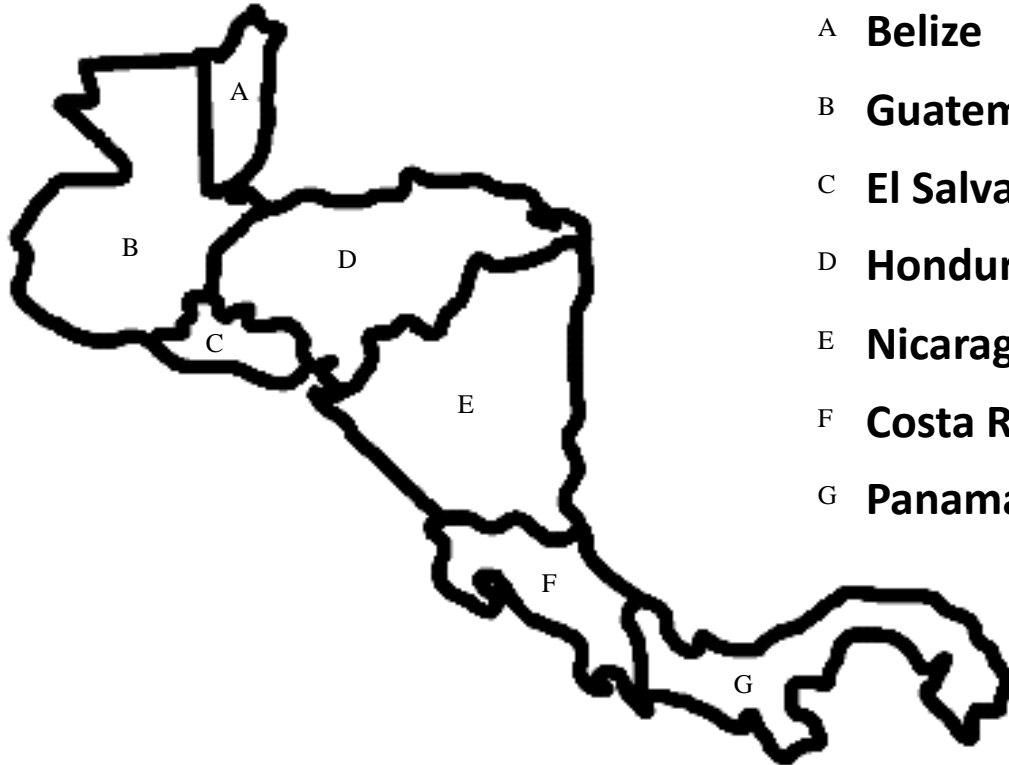 A Belize
B Guatem
C El Salva
D Hondur
E Nicarag
F Costa R
G Panama
A
B
D
C
E
F
G